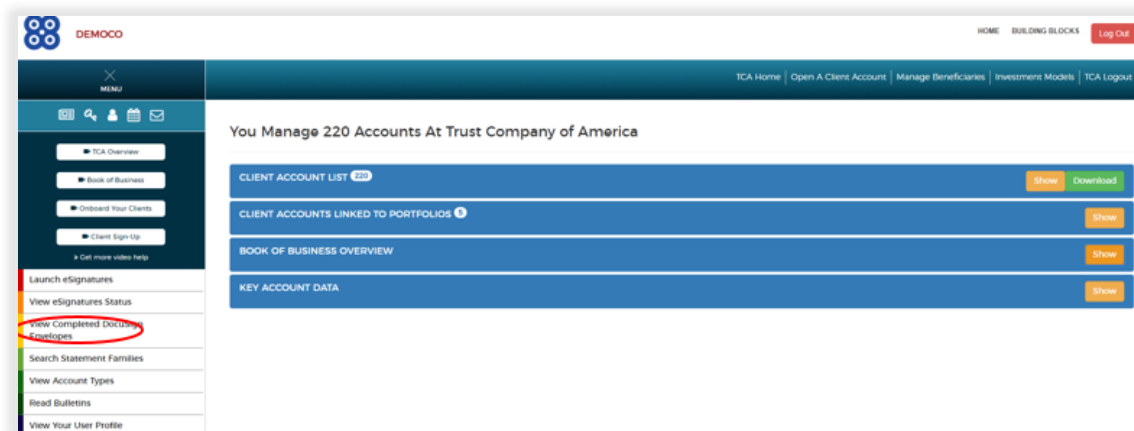 DEMOCO
HOME BUILDING BLOCKS Log Out
MENU
TCA Home Open A Client Account Manage Beneficiaries Investment Models TCA Logout
TCA Overview
Book of Business
Onboard Your Clients
Client Sign-Up
Get more video help
Launch eSignatures
View eSignatures Status
View Completed DocuSign
Envelopes
Search Statement Families
View Account Types
Read Bulletins
View Your User Profile
You Manage 220 Accounts At Trust Company of America
CLIENT ACCOUNT LIST 220 Show Download
CLIENT ACCOUNTS LINKED TO PORTFOLIOS 5 Show
BOOK OF BUSINESS OVERVIEW Show
KEY ACCOUNT DATA Show